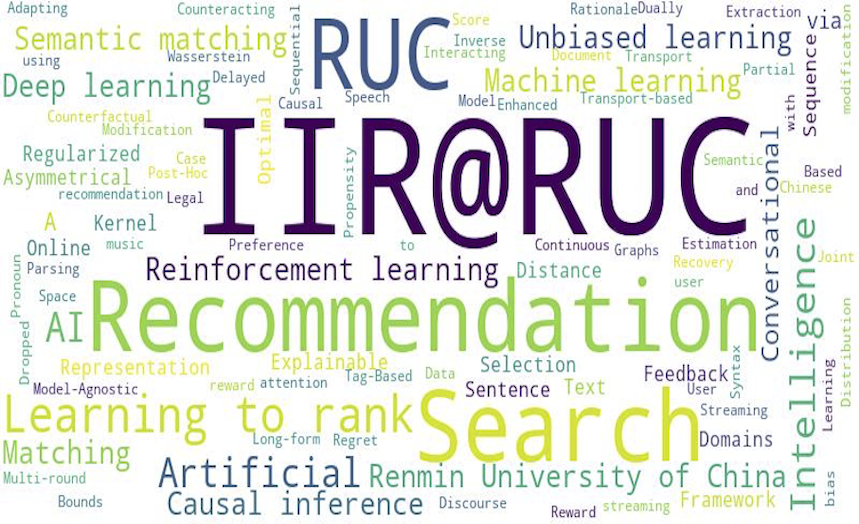 Adapting
Counteracting
Sequential
RUC
Score
RationaleDually
Extraction
via
modification
Semantic matching
Wasserstein
Interacting
Inverse
Unbiased learning
Document
Transport
Partial
Sequence
using
Deep learning
Delayed
Causal
Speech
Machine learning
Model
Enhanced
Transport-based
with
Counterfactual
Modification
Optimal
IIR@RUC
Regularized
Case
Asymmetrical
Post-Hoc
recommendation
Legal
Propensity
Semantic
Conversational
Based
and
Chinese
A
Kernel
Online
music
Preference
to
Continuous
Graphs
Estimation
Intelligence
Joint
Parsing
Reinforcement learning
Distance
Recovery
user
Pronoun
Space
AI
Recommendation
Dropped
Representation
Explainable
Selection
Syntax
Distribution
Model-Agnostic
reward
attention
Tag-Based
Data
Sentence
Text
Feedback
User
Learning
Learning to rank
Search
Streaming
Long-form
Regret
Domains
Matching
Multi-round
Artificial
Renmin University of China
bias
Bounds
Causal inference
Discourse
Reward
streaming
Framework